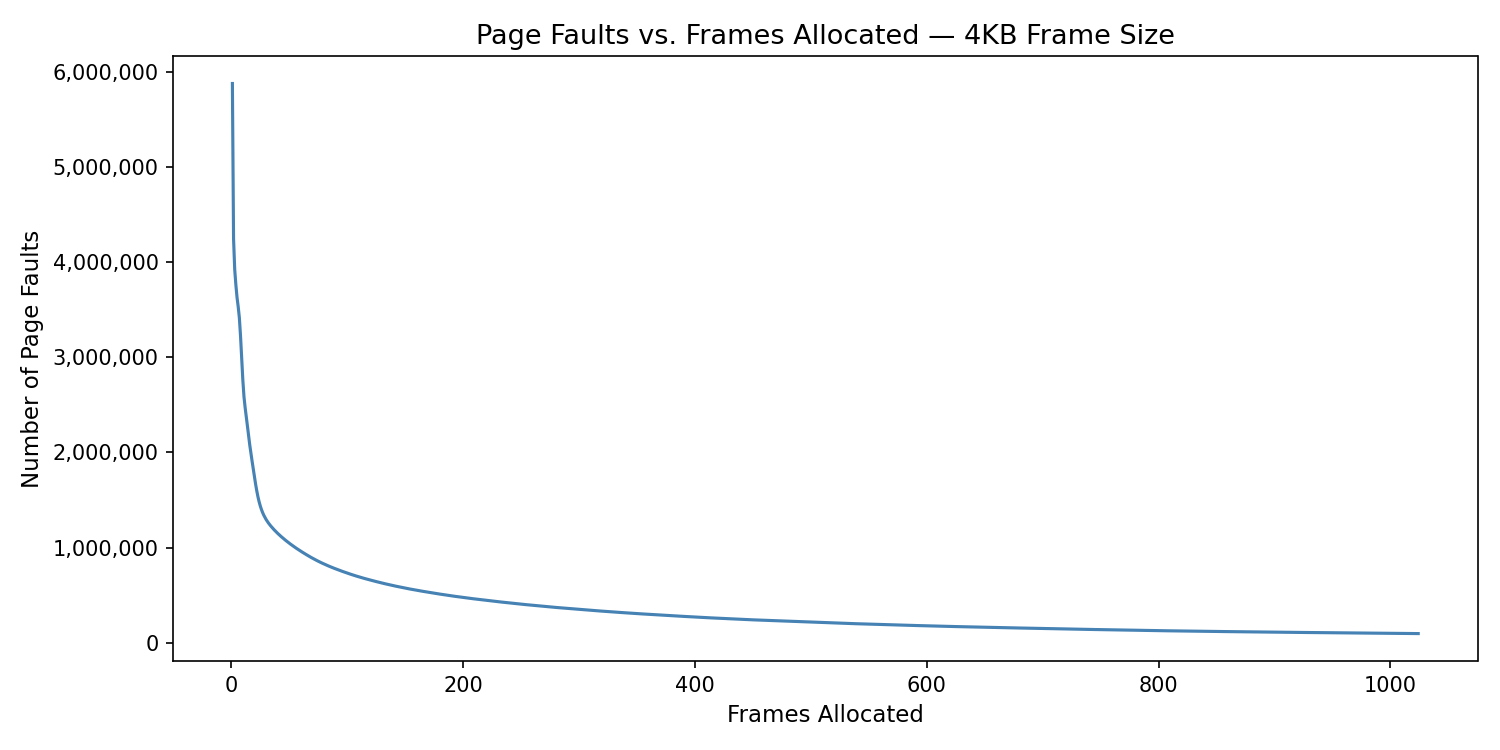 Page Faults vs. Frames Allocated — 4KB Frame Size
6,000,000
5,000,000
4,000,000
3,000,000
2,000,000
1,000,000
0
Number of Page Faults
0 200 400 600 800 1000
Frames Allocated